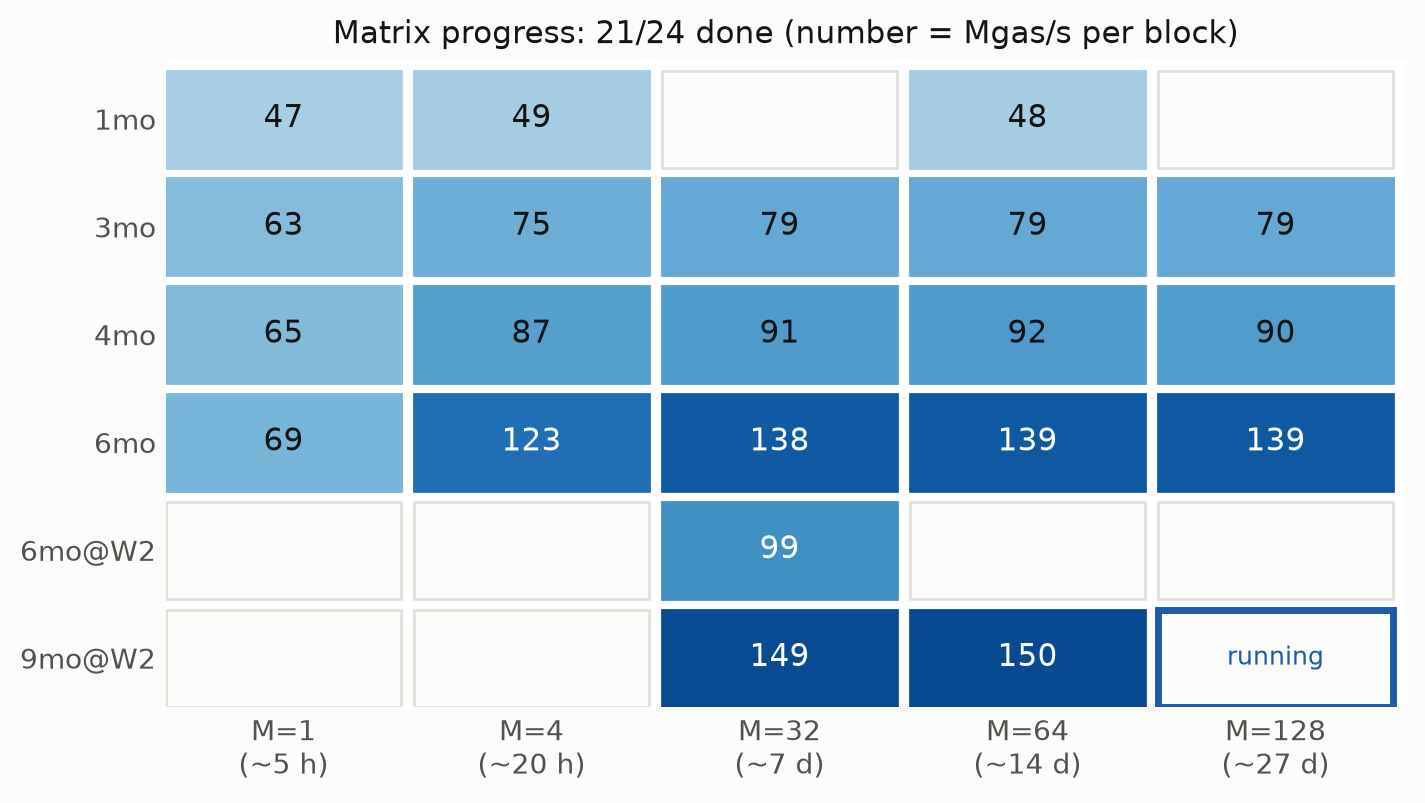 Matrix progress: 21/24 done (number = Mgas/s per block)
1mo 47 49 48
3mo 63 75 79 79 79
4mo 65 87 91 92 90
6mo 69 123 138 139 139
6mo@W2 99
9mo@W2 149 150 running
M=1 M=4 M=32 M=64 M=128
(~5 h) (~20 h) (~7 d) (~14 d) (~27 d)